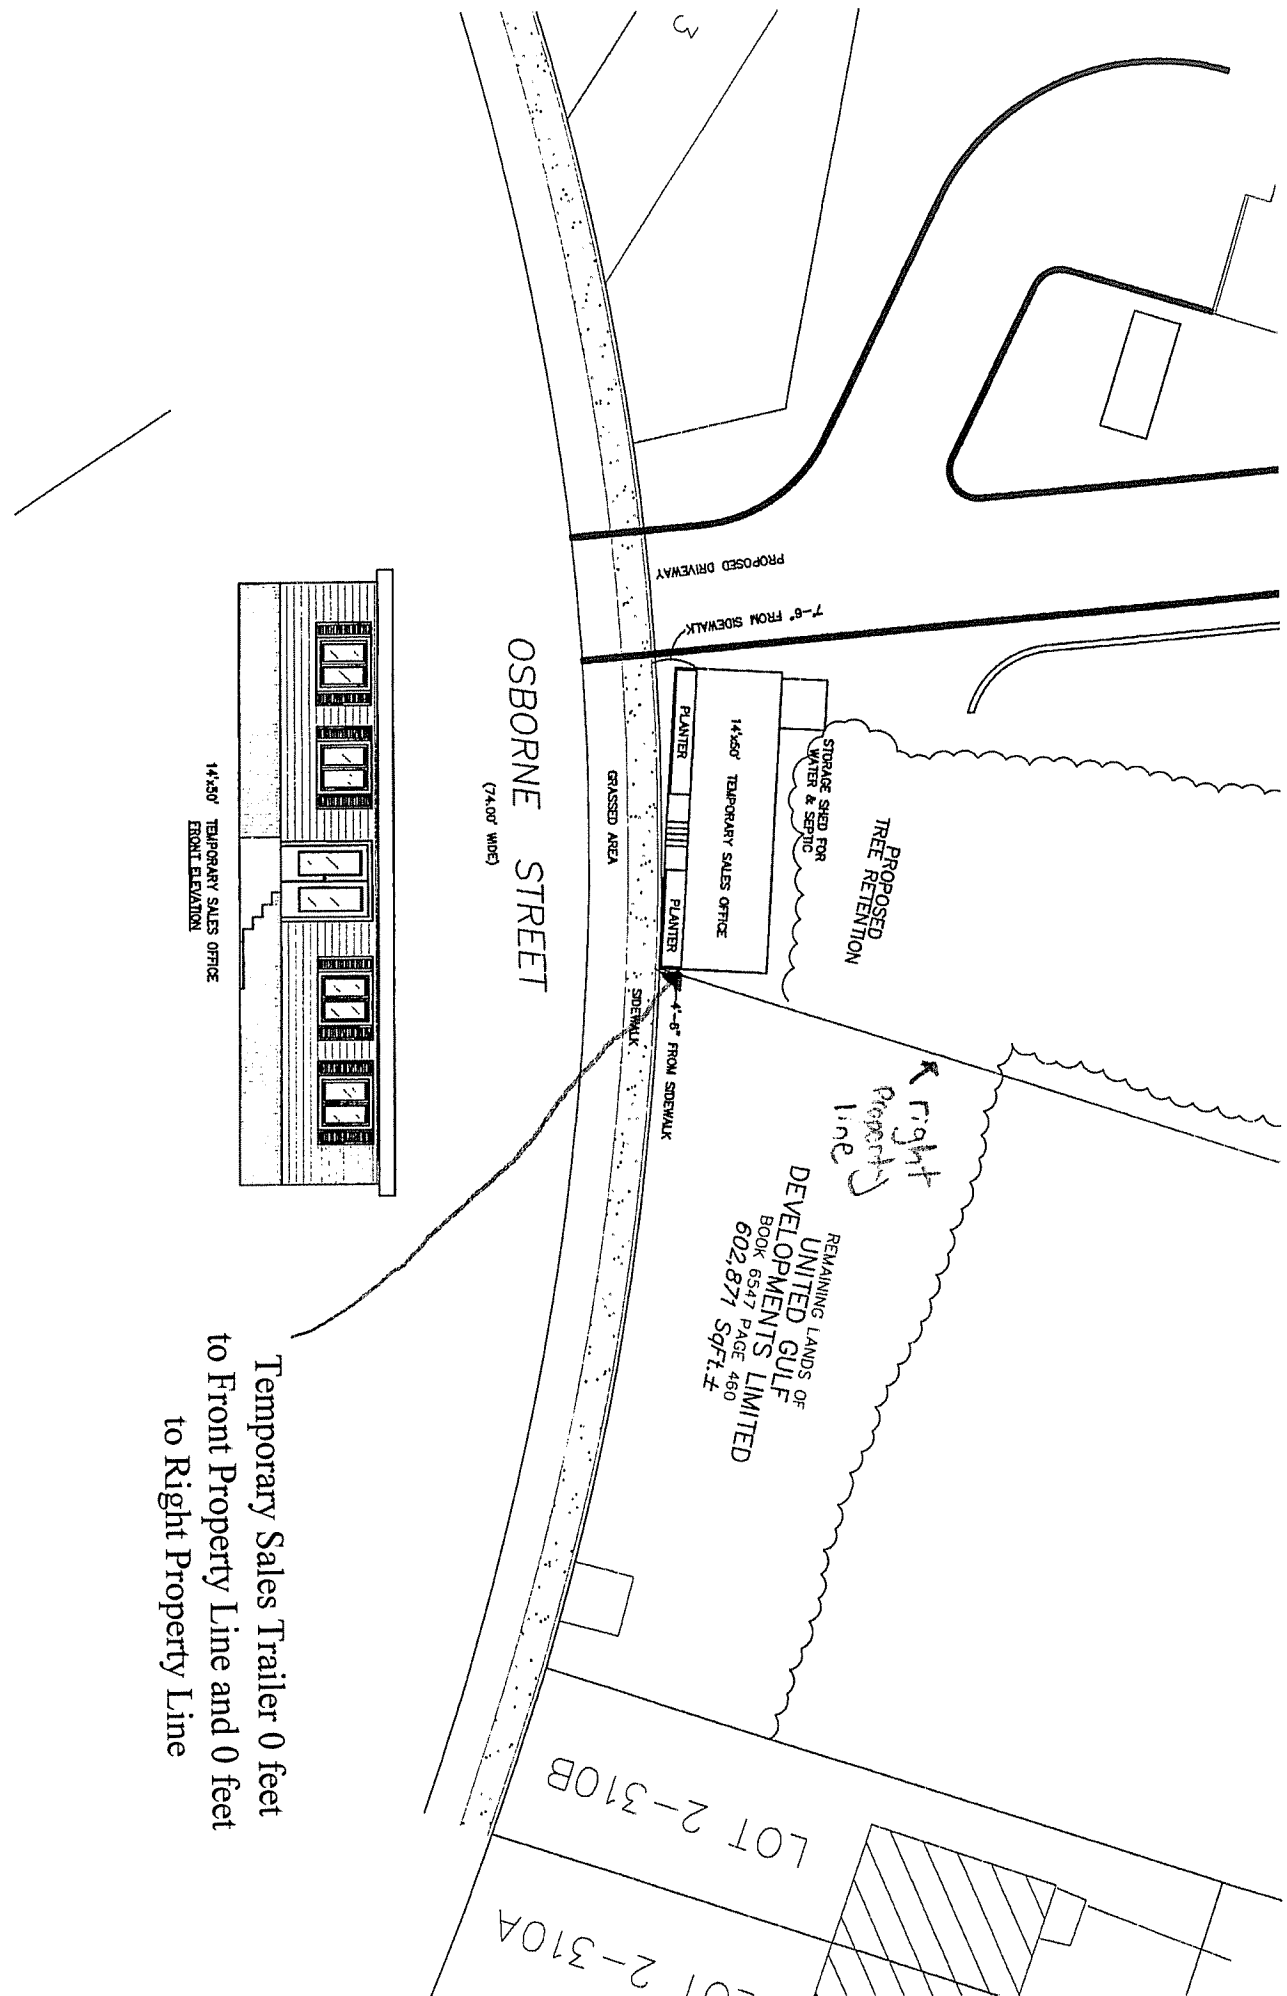 3
PROPOSED DRIVEWAY
7'-6" FROM SIDEWALK
PROPOSED
TREE RETENTION
STORAGE SHED FOR
WATER & SEPTIC
14'x50' TEMPORARY SALES OFFICE
PLANTER
PLANTER
GRASSED AREA
SIDEWALK
4'-6" FROM SIDEWALK
OSBORNE STREET
(74.00' WIDE)
right
Property
line
REMAINING LANDS OF
UNITED GULF
DEVELOPMENTS LIMITED
BOOK 6547 PAGE 460
602,871 SqFt.±
LOT 2-310B
LOT 2-310A
14'x50' TEMPORARY SALES OFFICE
FRONT ELEVATION
Temporary Sales Trailer 0 feet
to Front Property Line and 0 feet
to Right Property Line